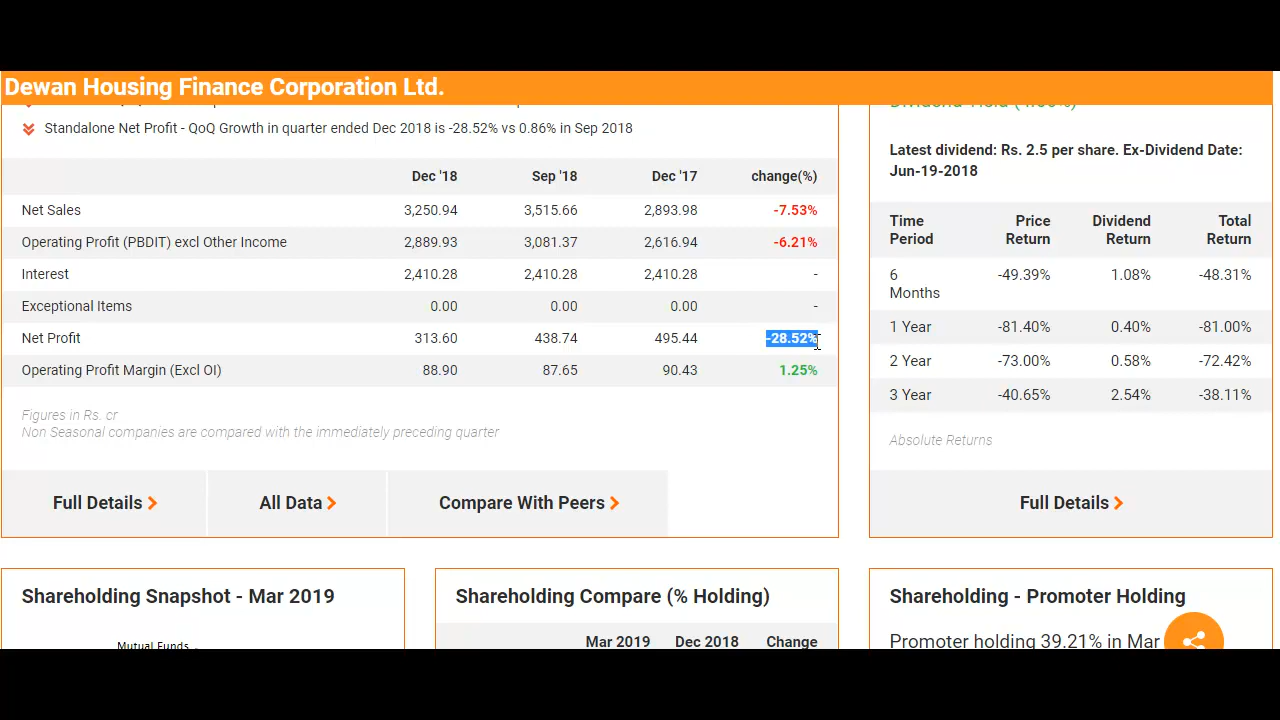 Dewan Housing Finance Corporation Ltd.
Standalone Net Profit - QoQ Growth in quarter ended Dec 2018 is -28.52% vs 0.86% in Sep 2018
Dec '18 Sep '18 Dec '17 change(%)
Net Sales 3,250.94 3,515.66 2,893.98 -7.53%
Operating Profit (PBDIT) excl Other Income 2,889.93 3,081.37 2,616.94 -6.21%
Interest 2,410.28 2,410.28 2,410.28 -
Exceptional Items 0.00 0.00 0.00 -
Net Profit 313.60 438.74 495.44 -28.52%
Operating Profit Margin (Excl OI) 88.90 87.65 90.43 1.25%
Figures in Rs. cr
Non Seasonal companies are compared with the immediately preceding quarter
Full Details All Data Compare With Peers
Latest dividend: Rs. 2.5 per share. Ex-Dividend Date:
Jun-19-2018
Time Price Dividend Total
Period Return Return Return
6 -49.39% 1.08% -48.31%
Months
1 Year -81.40% 0.40% -81.00%
2 Year -73.00% 0.58% -72.42%
3 Year -40.65% 2.54% -38.11%
Absolute Returns
Full Details
Shareholding Snapshot - Mar 2019
Mutual Funds
Shareholding Compare (% Holding)
Mar 2019 Dec 2018 Change
Shareholding - Promoter Holding
Promoter holding 39.21% in Mar